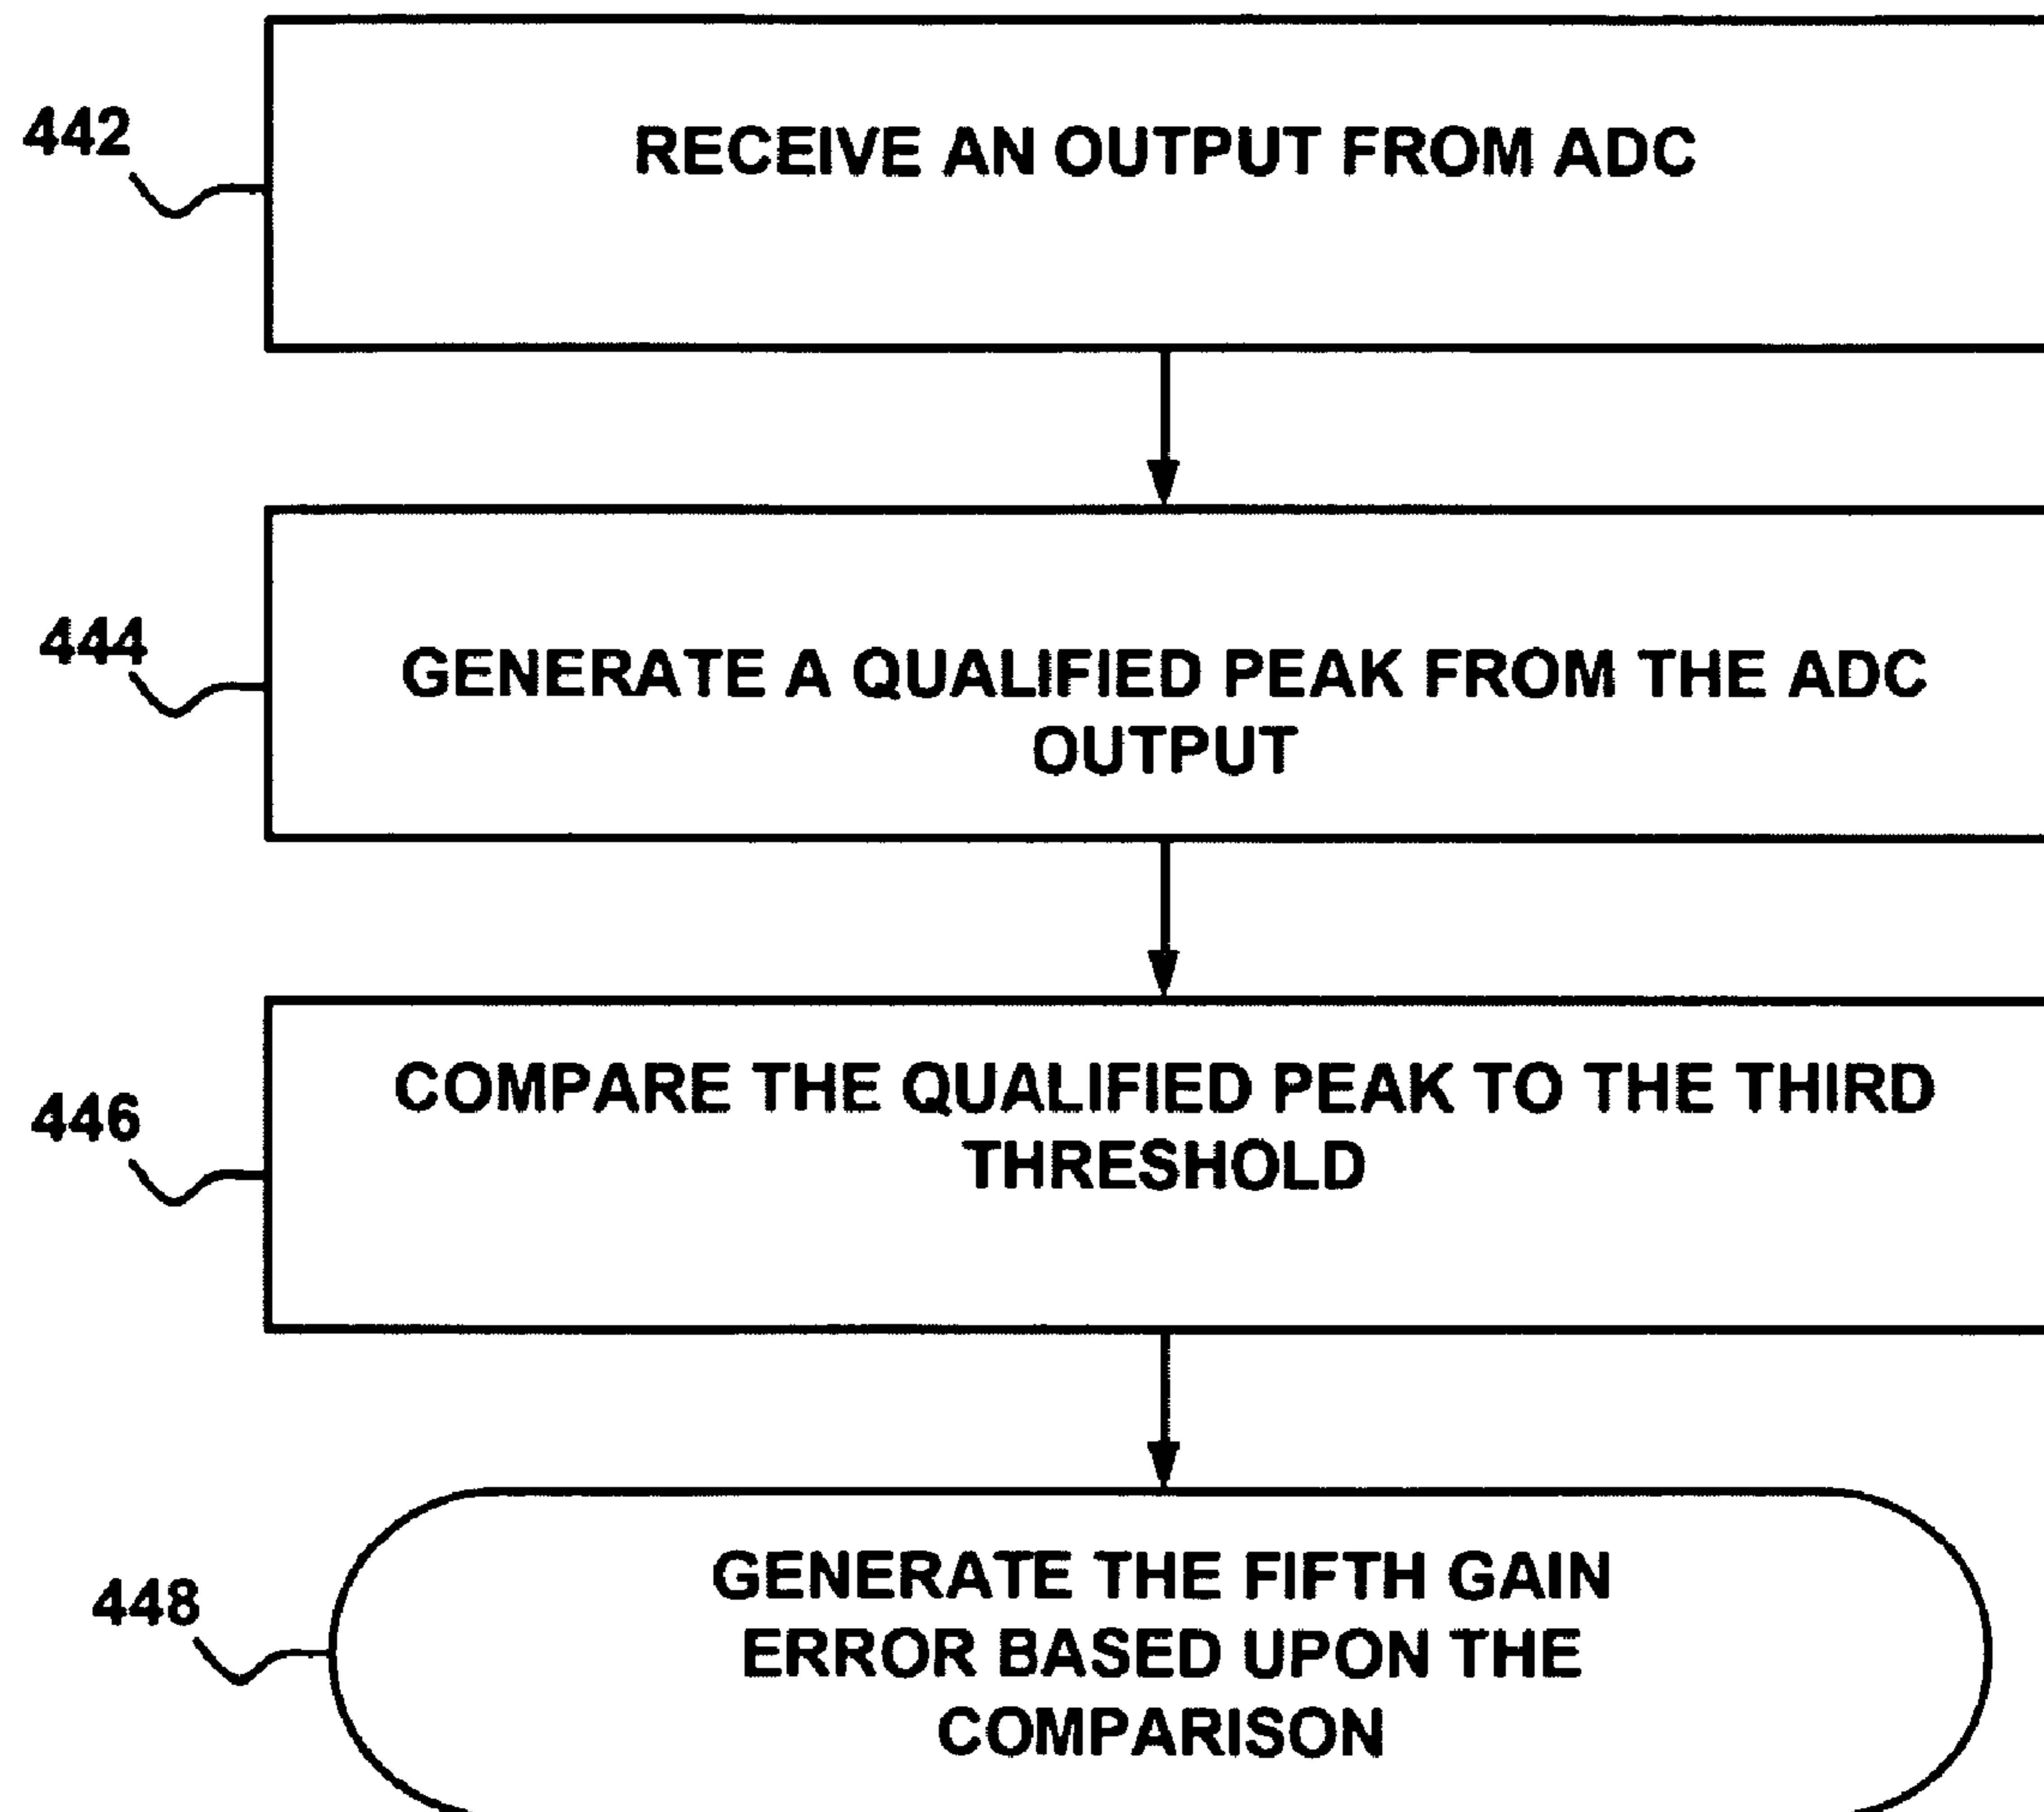 442
RECEIVE AN OUTPUT FROM ADC
444
GENERATE A QUALIFIED PEAK FROM THE ADC
OUTPUT
446
COMPARE THE QUALIFIED PEAK TO THE THIRD
THRESHOLD
448
GENERATE THE FIFTH GAIN
ERROR BASED UPON THE
COMPARISON